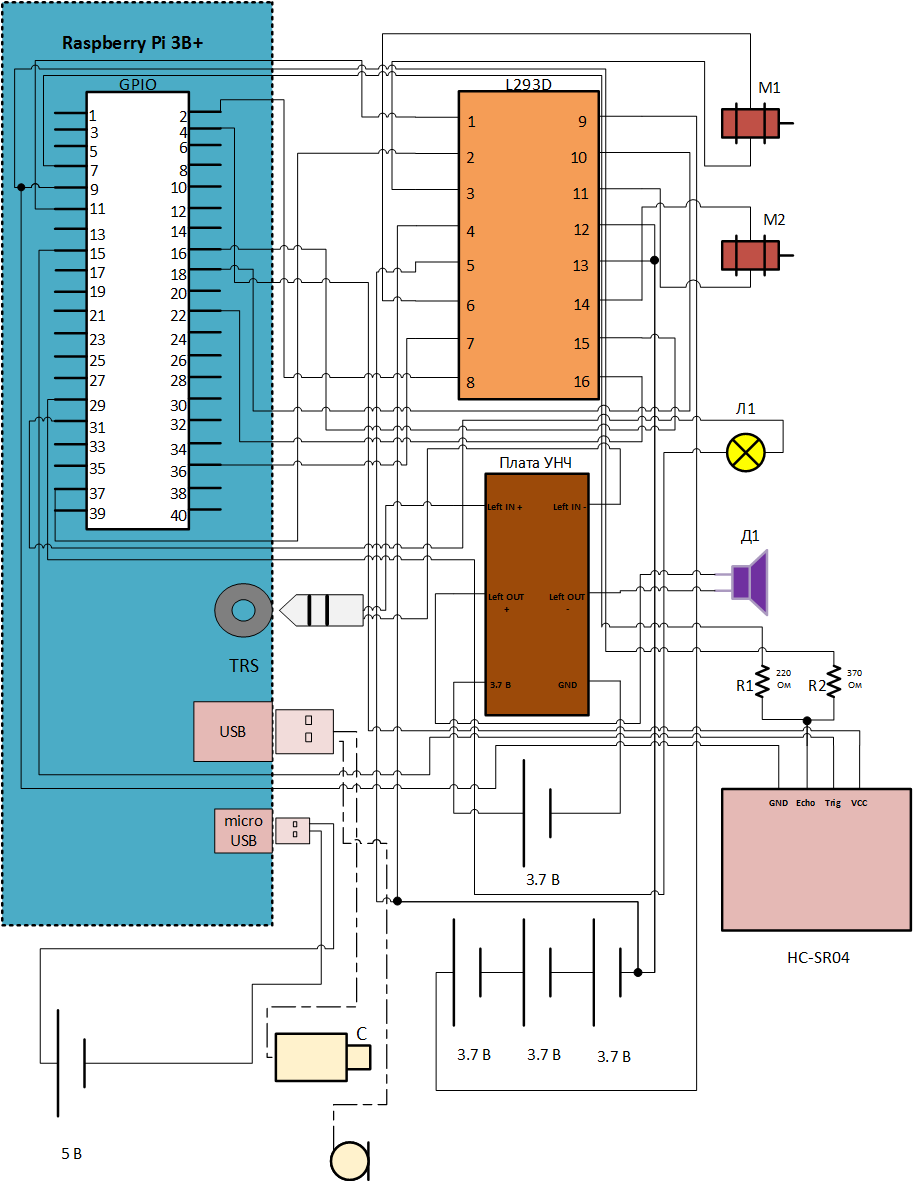 Raspberry Pi 3B+
GPIO
L293D
M1
1
2
3
4
5
6
7
8
9
10
11
12
13
14
15
16
17
18
19
20
21
22
23
24
25
26
27
28
29
30
31
32
33
34
35
36
37
38
39
40
1
9
2
10
3
11
4
12
5
13
6
14
7
15
8
16
M2
Л1
Плата УНЧ
Left IN +
Left IN -
Left OUT
+
Left OUT
-
3.7 В
GND
Д1
TRS
R1
220
Ом
R2
370
Ом
USB
micro
USB
GND
Echo
Trig
VCC
3.7 В
HC-SR04
С
3.7 В
3.7 В
3.7 В
5 В